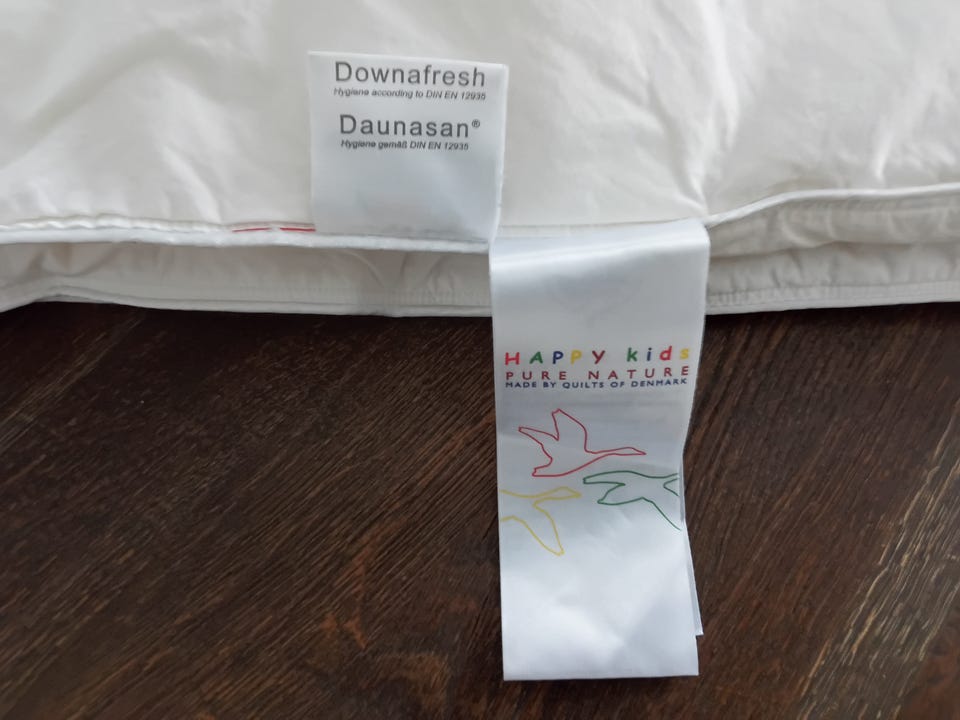 Downafresh
Hygiene according to DIN EN 12935
Daunasan®
Hygiene gemäß DIN EN 12935
HAPPY kids
PURE NATURE
MADE BY QUILTS OF DENMARK